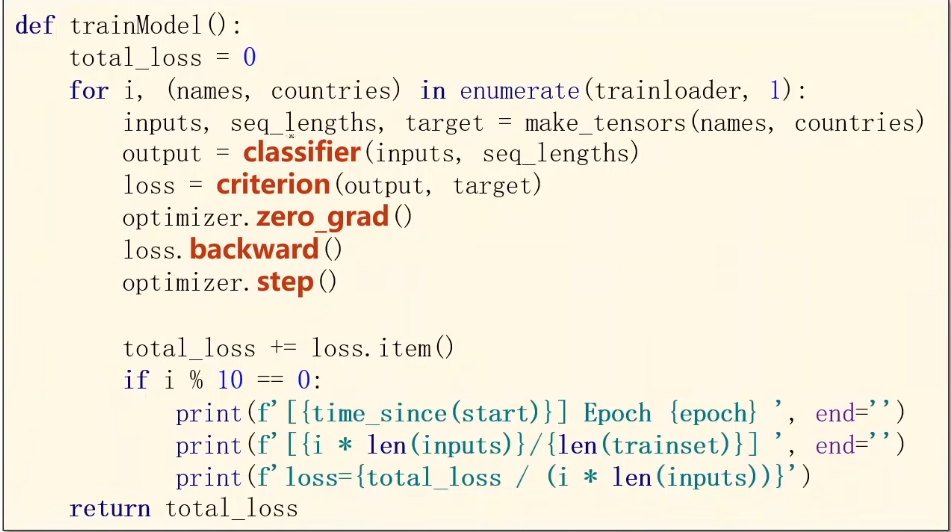 def trainModel():
    total_loss = 0
    for i, (names, countries) in enumerate(trainloader, 1):
        inputs, seq_lengths, target = make_tensors(names, countries)
        output = classifier(inputs, seq_lengths)
        loss = criterion(output, target)
        optimizer.zero_grad()
        loss.backward()
        optimizer.step()

        total_loss += loss.item()
        if i % 10 == 0:
            print(f'[{time_since(start)}] Epoch {epoch} ', end='')
            print(f'[{i * len(inputs)}/{len(trainset)}] ', end='')
            print(f'loss={total_loss / (i * len(inputs))}')
    return total_loss